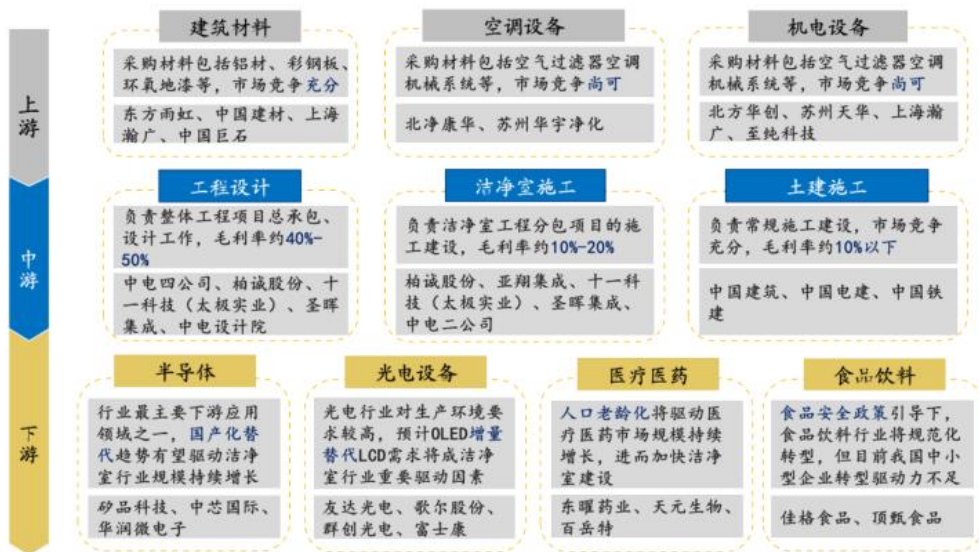 上游
建筑材料
采购材料包括铝材、彩钢板、
环氧地漆等，市场竞争充分
东方雨虹、中国建材、上海
瀚广、中国巨石
空调设备
采购材料包括空气过滤器空调
机械系统等，市场竞争尚可
北净康华、苏州华宇净化
机电设备
采购材料包括空气过滤器空调
机械系统等，市场竞争尚可
北方华创、苏州天华、上海瀚
广、至纯科技
中游
工程设计
负责整体工程项目总承包、
设计工作，毛利率约40%-
50%
中电四公司、柏诚股份、十
一科技（太极实业）、圣晖
集成、中电设计院
洁净室施工
负责洁净室工程分包项目的施
工建设，毛利率约10%-20%
柏诚股份、亚翔集成、十一科
技（太极实业）、圣晖集成、
中电二公司
土建施工
负责常规施工建设，市场竞争
充分，毛利率约10%以下
中国建筑、中国电建、中国铁
建
下游
半导体
行业最主要下游应用
领域之一，国产化替
代趋势有望驱动洁净
室行业规模持续增长
矽品科技、中芯国际、
华润微电子
光电设备
光电行业对生产环境要
求较高，预计OLED增量
替代LCD需求将成洁净
室行业重要驱动因素
友达光电、歌尔股份、
群创光电、富士康
医疗医药
人口老龄化将驱动医
疗医药市场规模持续
增长，进而加快洁净
室建设
东曜药业、天元生物、
百岳特
食品饮料
食品安全政策引导下，
食品饮料行业将规范化
转型，但目前我国中小
型企业转型驱动力不足
佳格食品、顶甄食品